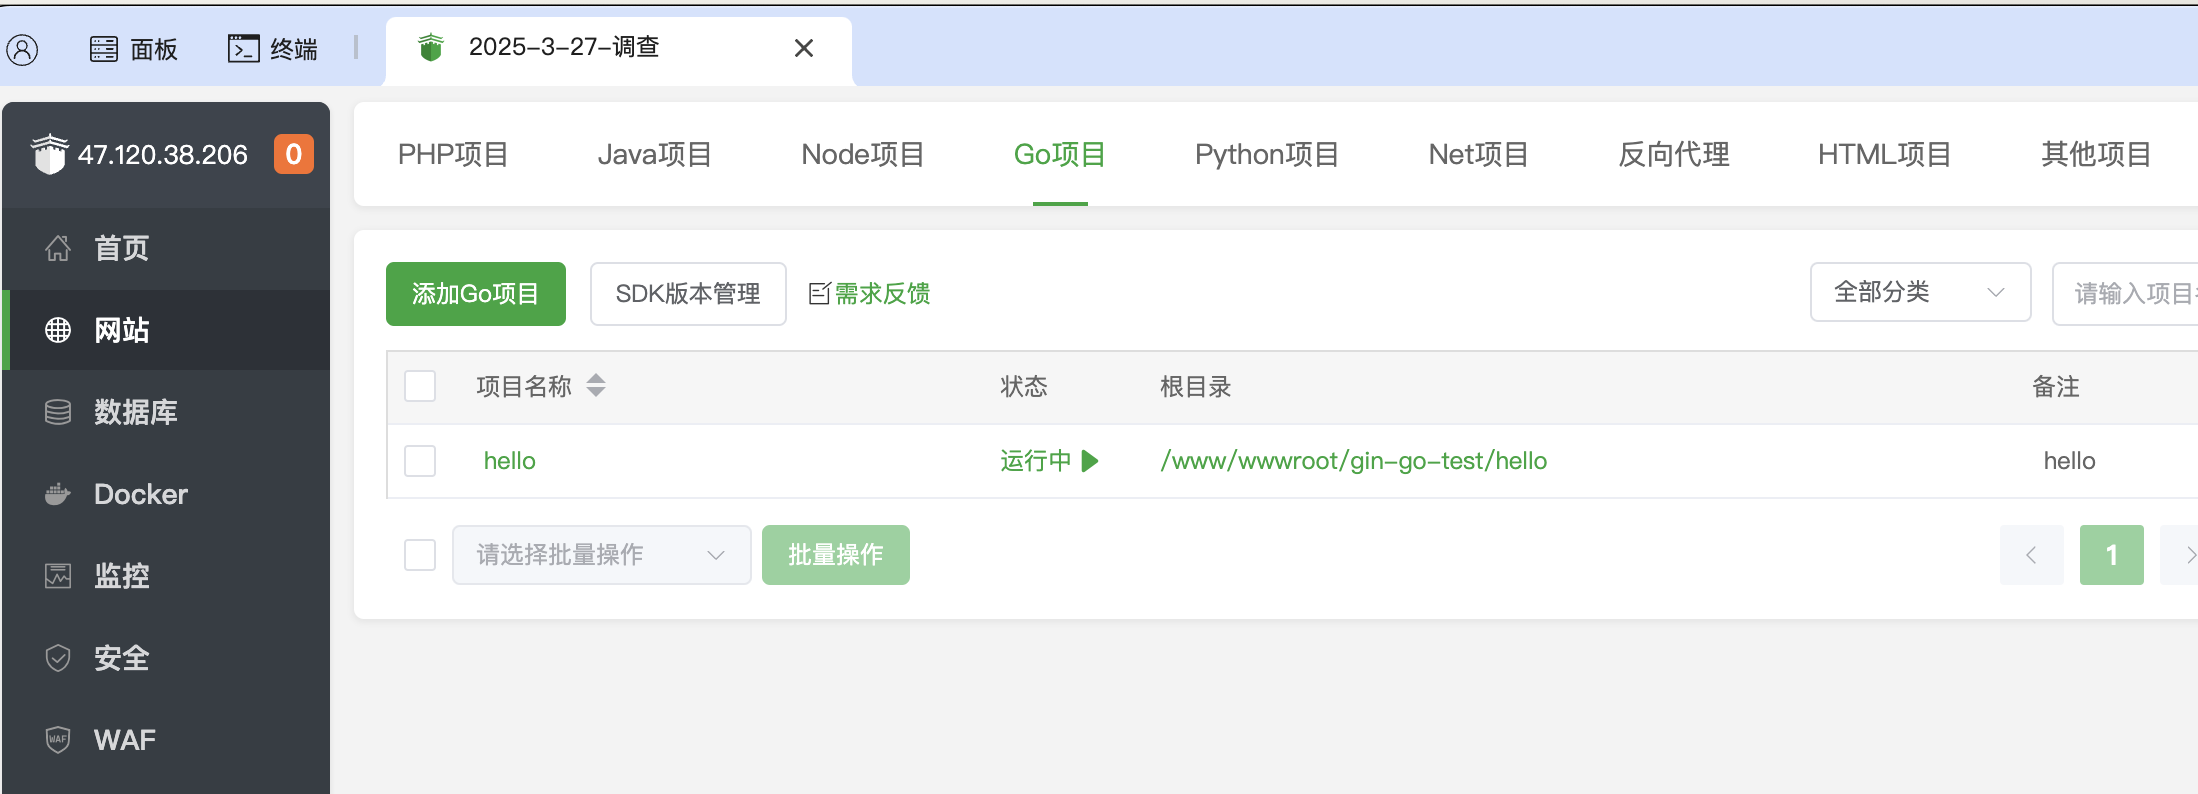 面板 终端 2025-3-27-调查
47.120.38.206 0
首页
网站
数据库
Docker
监控
安全
WAF
PHP项目 Java项目 Node项目 Go项目 Python项目 Net项目 反向代理 HTML项目 其他项目
添加Go项目 SDK版本管理 需求反馈 全部分类 请输入项目
项目名称 状态 根目录 备注
hello 运行中 /www/wwwroot/gin-go-test/hello hello
请选择批量操作 批量操作 1